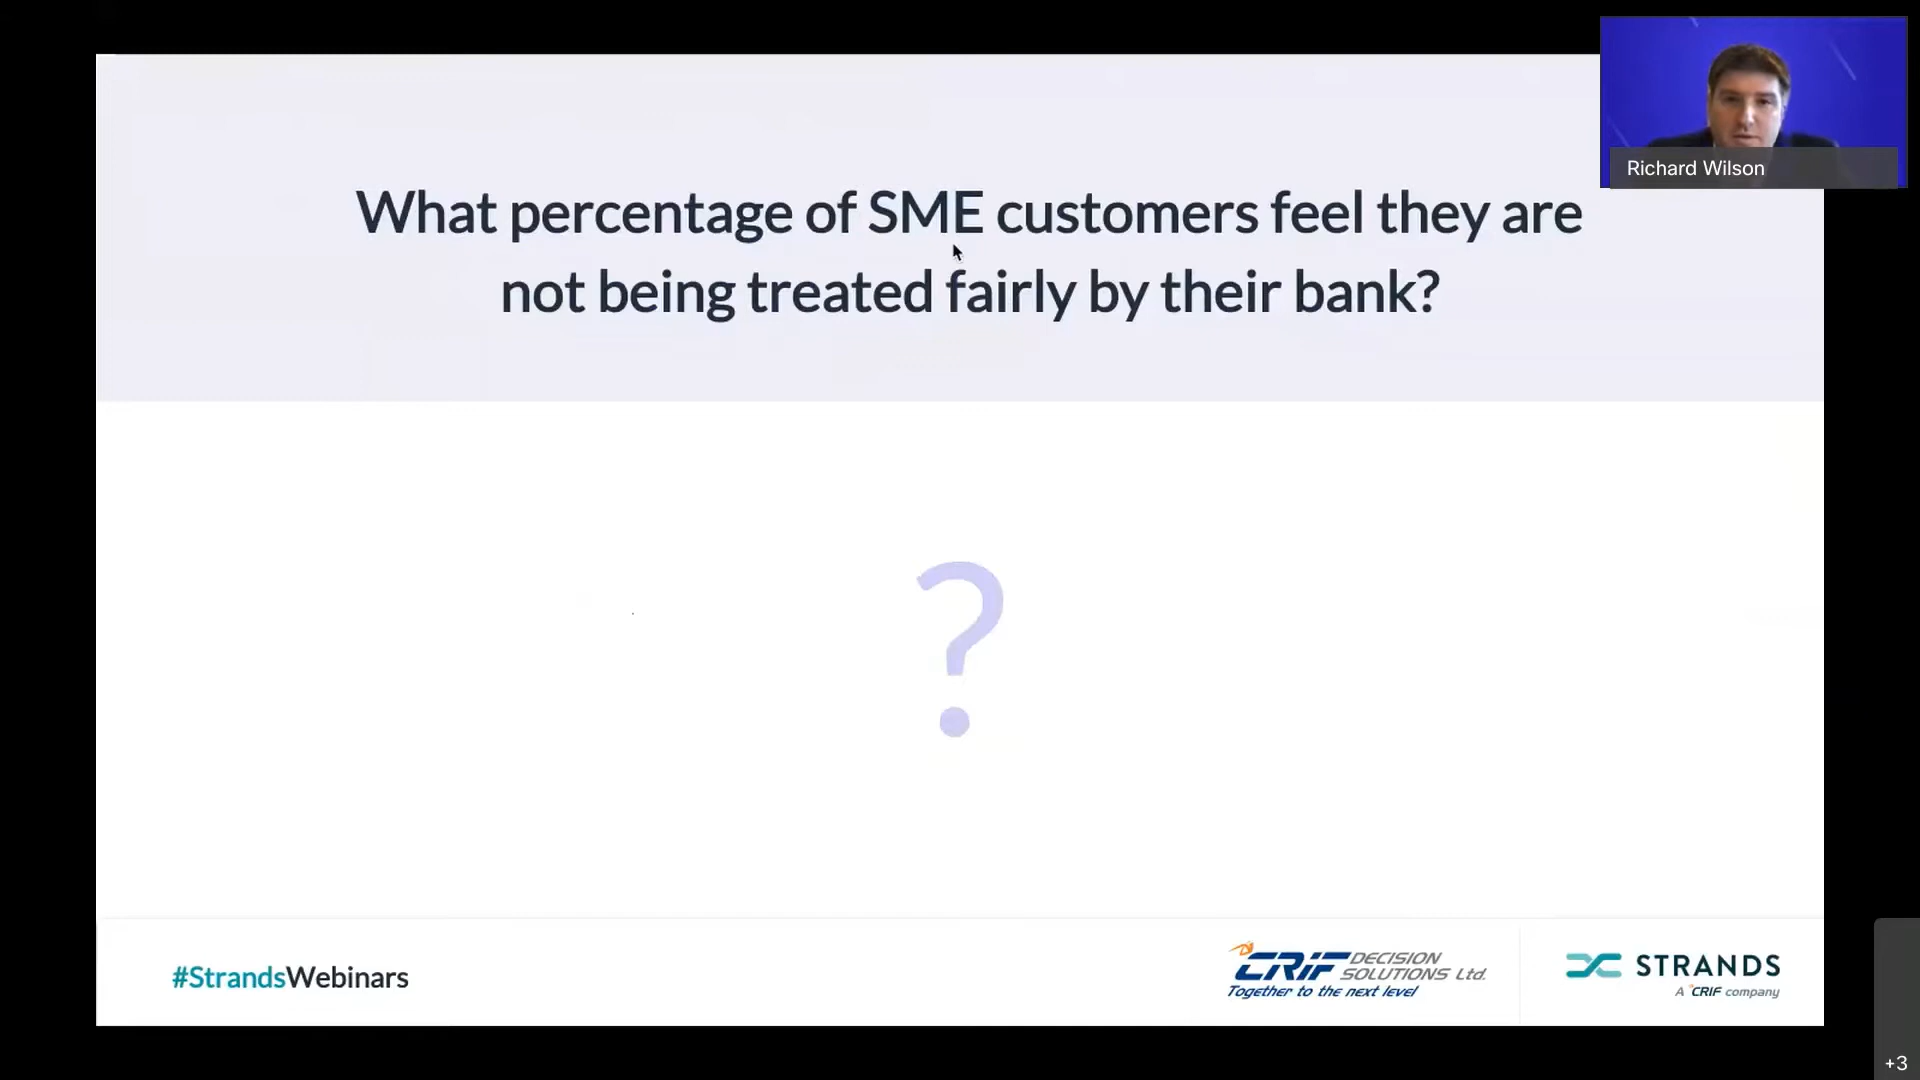 Richard Wilson
What percentage of SME customers feel they are
not being treated fairly by their bank?
?
#StrandsWebinars
CRIF DECISION
SOLUTIONS Ltd.
Together to the next level
STRANDS
A CRIF company
+3